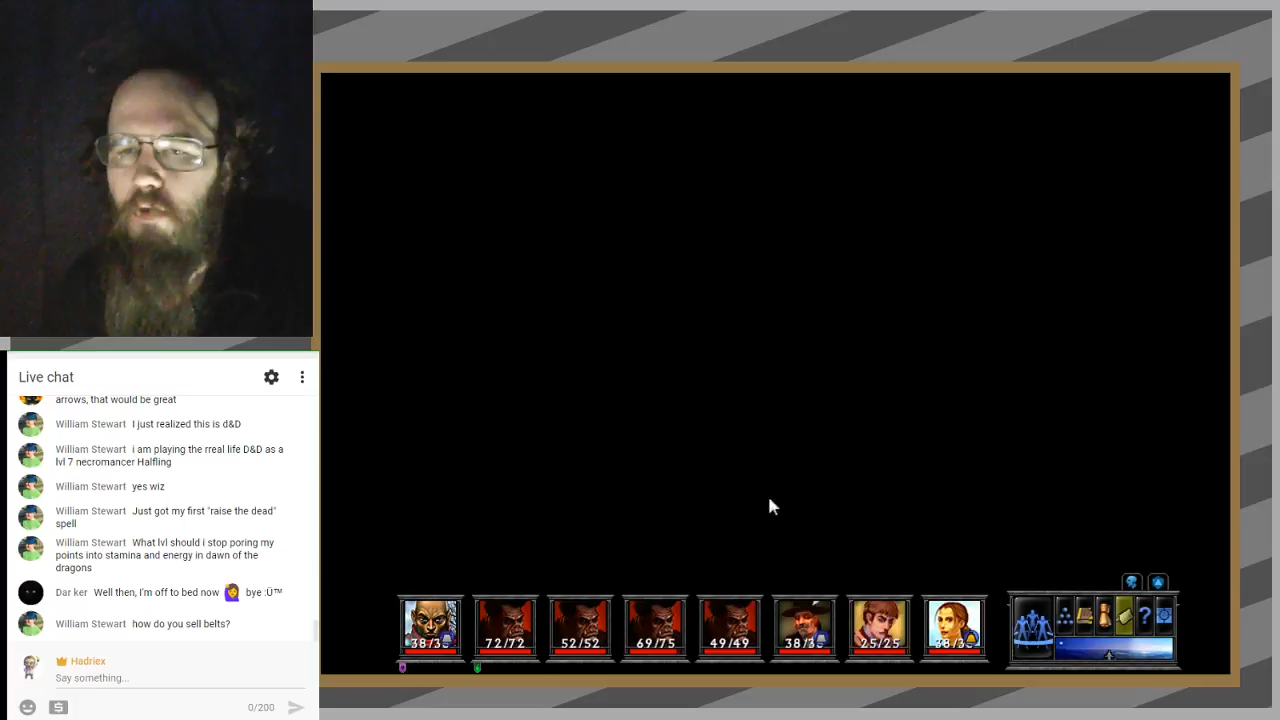 Live chat
arrows, that would be great
William Stewart I just realized this is d&D
William Stewart i am playing the rreal life D&D as a
lvl 7 necromancer Halfling
William Stewart yes wiz
William Stewart Just got my first "raise the dead"
spell
William Stewart What lvl should i stop poring my
points into stamina and energy in dawn of the
dragons
Dar ker Well then, I'm off to bed now 🙋 bye :Ü™
William Stewart how do you sell belts?
Hadriex
Say something...
0/200
72/72
52/52
69/75
49/49
25/25
?